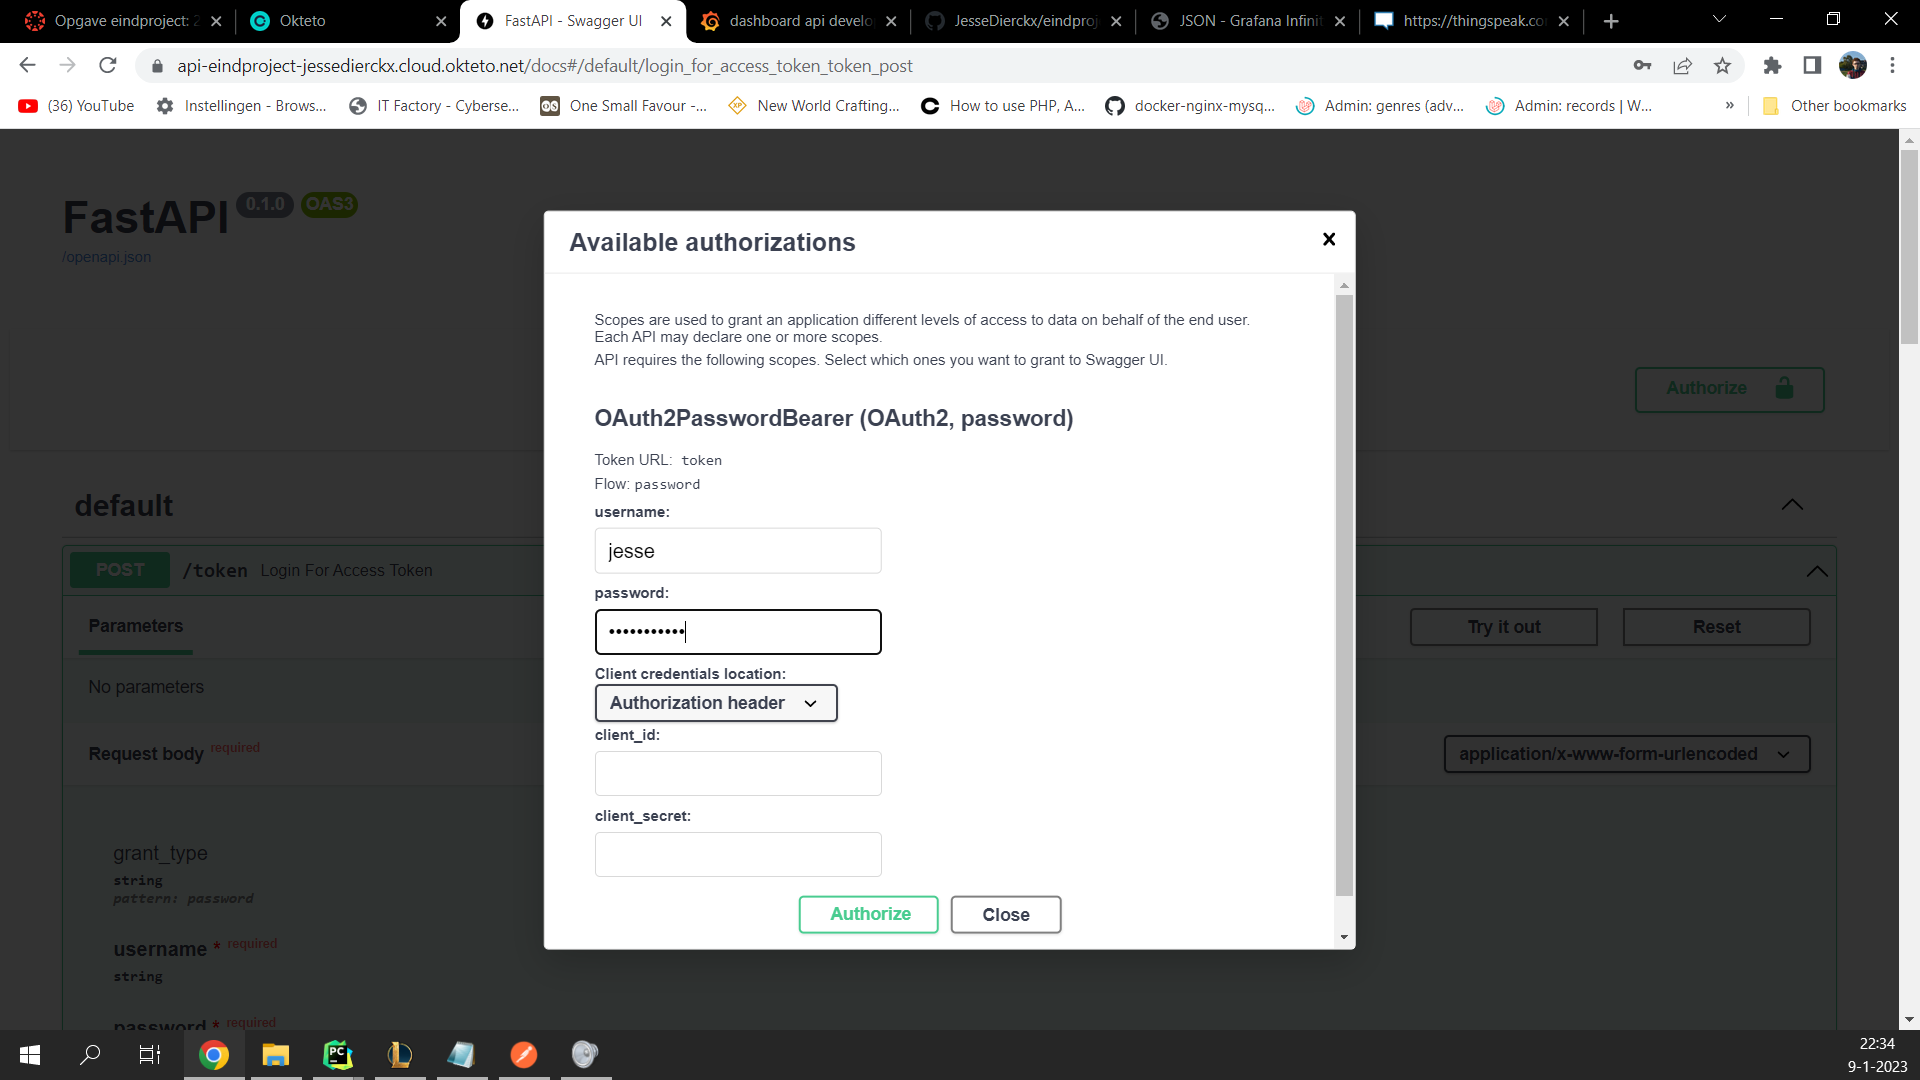 Opgave eindproject: 2
Okteto
FastAPI - Swagger UI
dashboard api develo
JesseDierckx/eindproj
JSON - Grafana Infinit
https://thingspeak.co
api-eindproject-jessedierckx.cloud.okteto.net/docs#/default/login_for_access_token_token_post
(36) YouTube
Instellingen - Brows...
IT Factory - Cyberse...
One Small Favour -...
New World Crafting...
How to use PHP, A...
docker-nginx-mysq...
Admin: genres (adv...
Admin: records | W...
»
Other bookmarks
FastAPI 0.1.0 OAS3
/openapi.json
Authorize
default
POST /token Login For Access Token
Parameters
Try it out
Reset
No parameters
Request body required
application/x-www-form-urlencoded
grant_type
string
pattern: password
username * required
string
password * required
Available authorizations
Scopes are used to grant an application different levels of access to data on behalf of the end user.
Each API may declare one or more scopes.
API requires the following scopes. Select which ones you want to grant to Swagger UI.
OAuth2PasswordBearer (OAuth2, password)
Token URL: token
Flow: password
username:
jesse
password:
•••••••••••
Client credentials location:
Authorization header
client_id:
client_secret:
Authorize
Close
22:34
9-1-2023